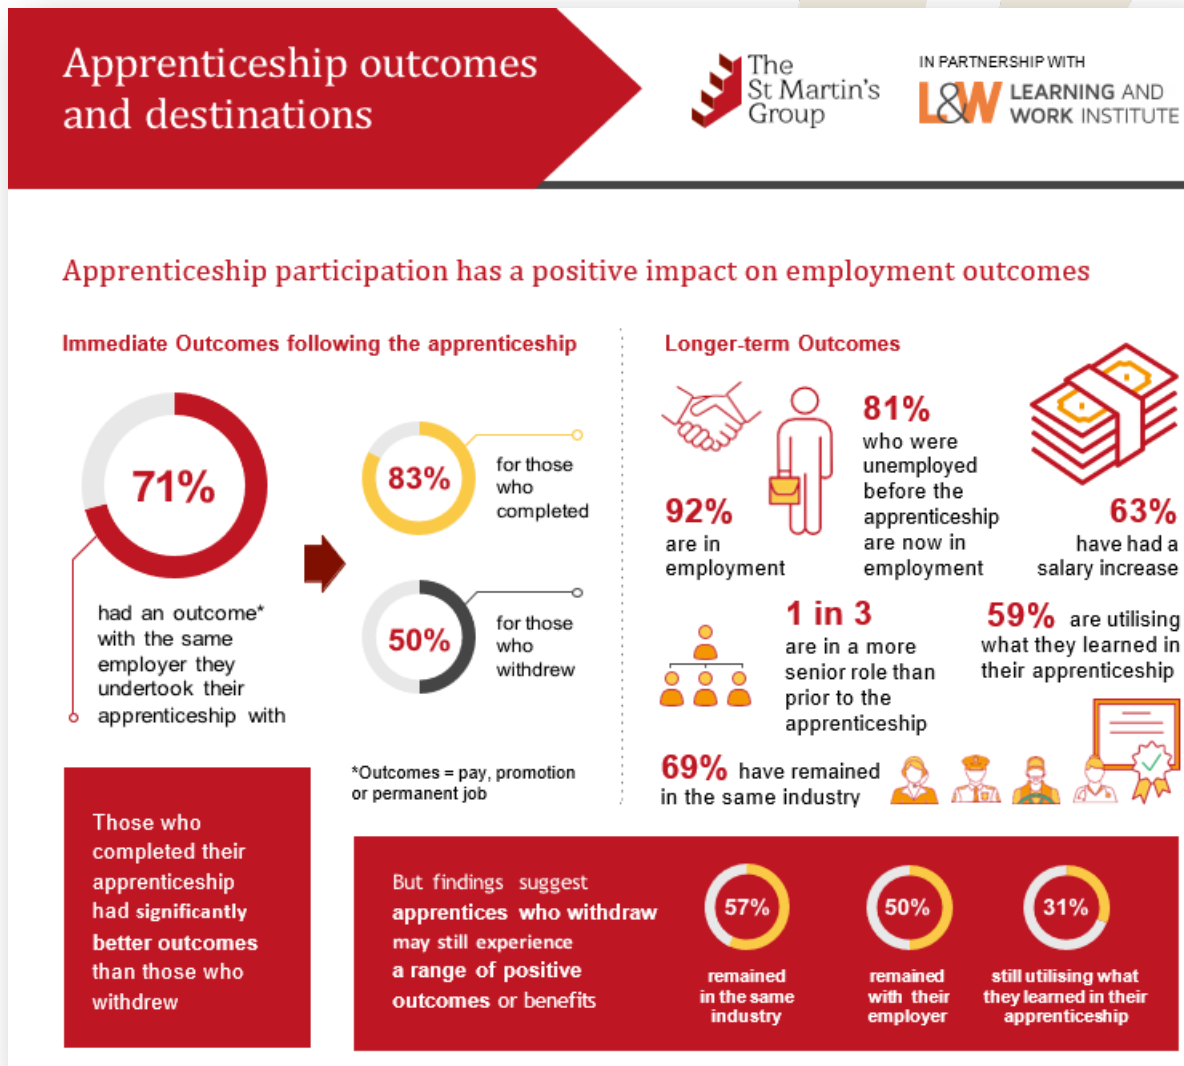 Apprenticeship outcomes
and destinations
The
St Martin's
Group
IN PARTNERSHIP WITH
L&W
LEARNING AND
WORK INSTITUTE
Apprenticeship participation has a positive impact on employment outcomes
Immediate Outcomes following the apprenticeship
71%
had an outcome*
with the same
employer they
undertook their
apprenticeship with
83%
for those
who
completed
50%
for those
who
withdrew
*Outcomes = pay, promotion
or permanent job
Longer-term Outcomes
92%
are in
employment
81%
who were
unemployed
before the
apprenticeship
are now in
employment
63%
have had a
salary increase
1 in 3
are in a more
senior role than
prior to the
apprenticeship
59% are utilising
what they learned in
their apprenticeship
69% have remained
in the same industry
Those who
completed their
apprenticeship
had significantly
better outcomes
than those who
withdrew
But findings suggest
apprentices who withdraw
may still experience
a range of positive
outcomes or benefits
57%
remained
in the same
industry
50%
remained
with their
employer
31%
still utilising what
they learned in their
apprenticeship